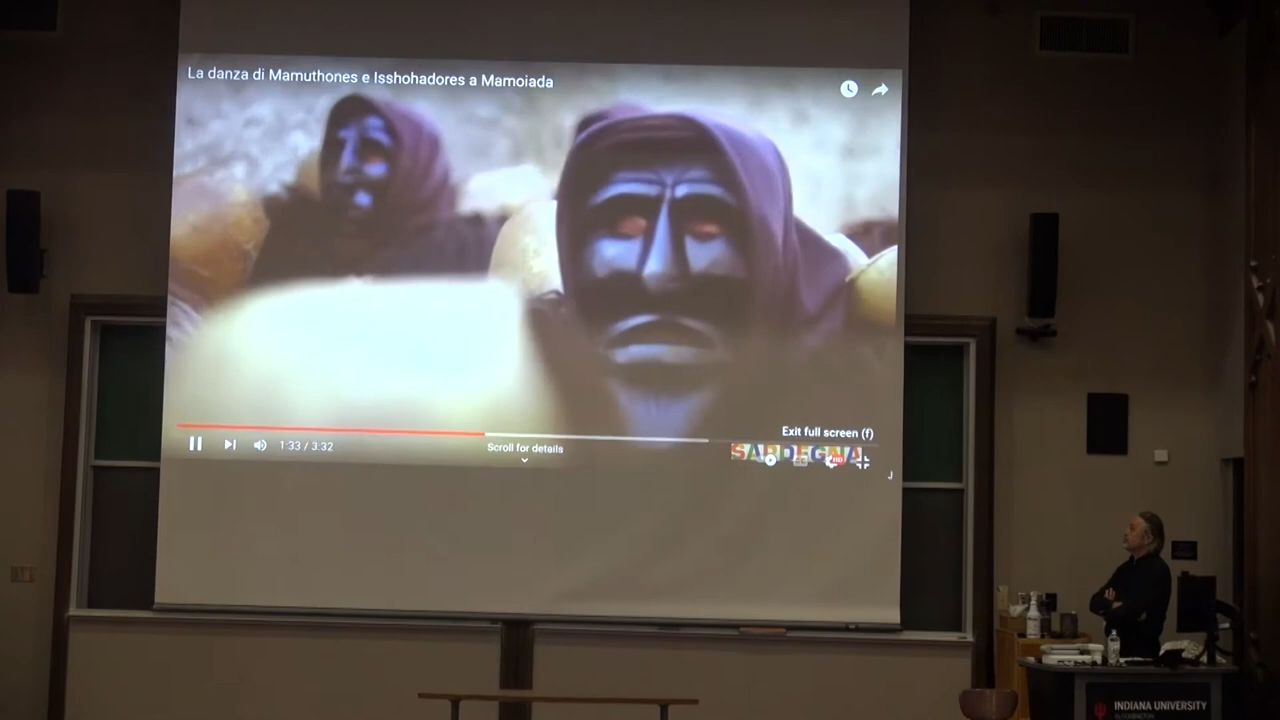 La danza di Mamuthones e Isshohadores a Mamoiada
Exit full screen (f)
1:33 / 3:32
Scroll for details
SARDEGNA
HD
INDIANA UNIVERSITY